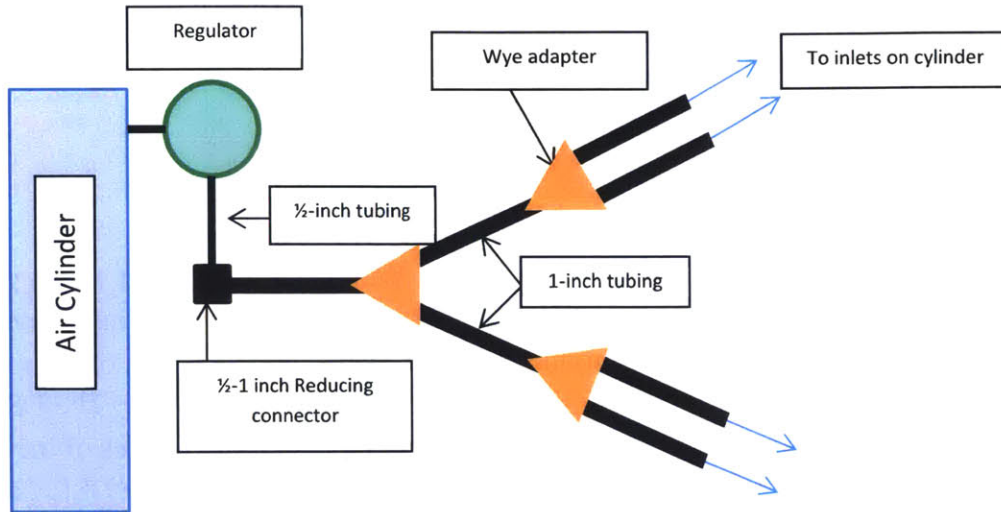 Regulator
Wye adapter
To inlets on cylinder
½-inch tubing
Air Cylinder
1-inch tubing
½-1 inch Reducing
connector